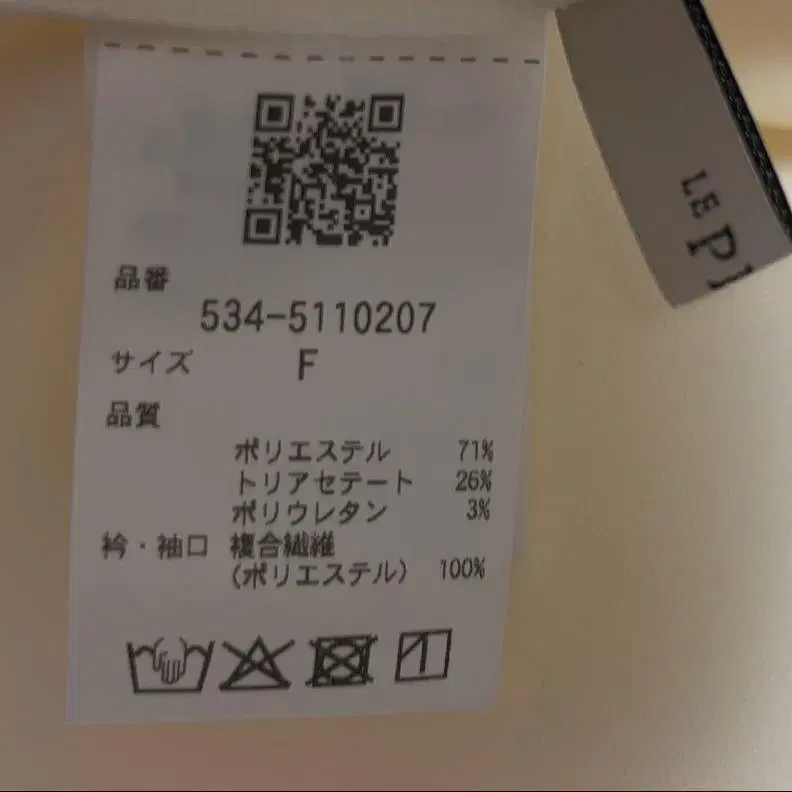 品番
534-5110207
サイズ F
品質
ポリエステル 71%
トリアセテート 26%
ポリウレタン 3%
衿・袖口 複合繊維
(ポリエステル) 100%
LE